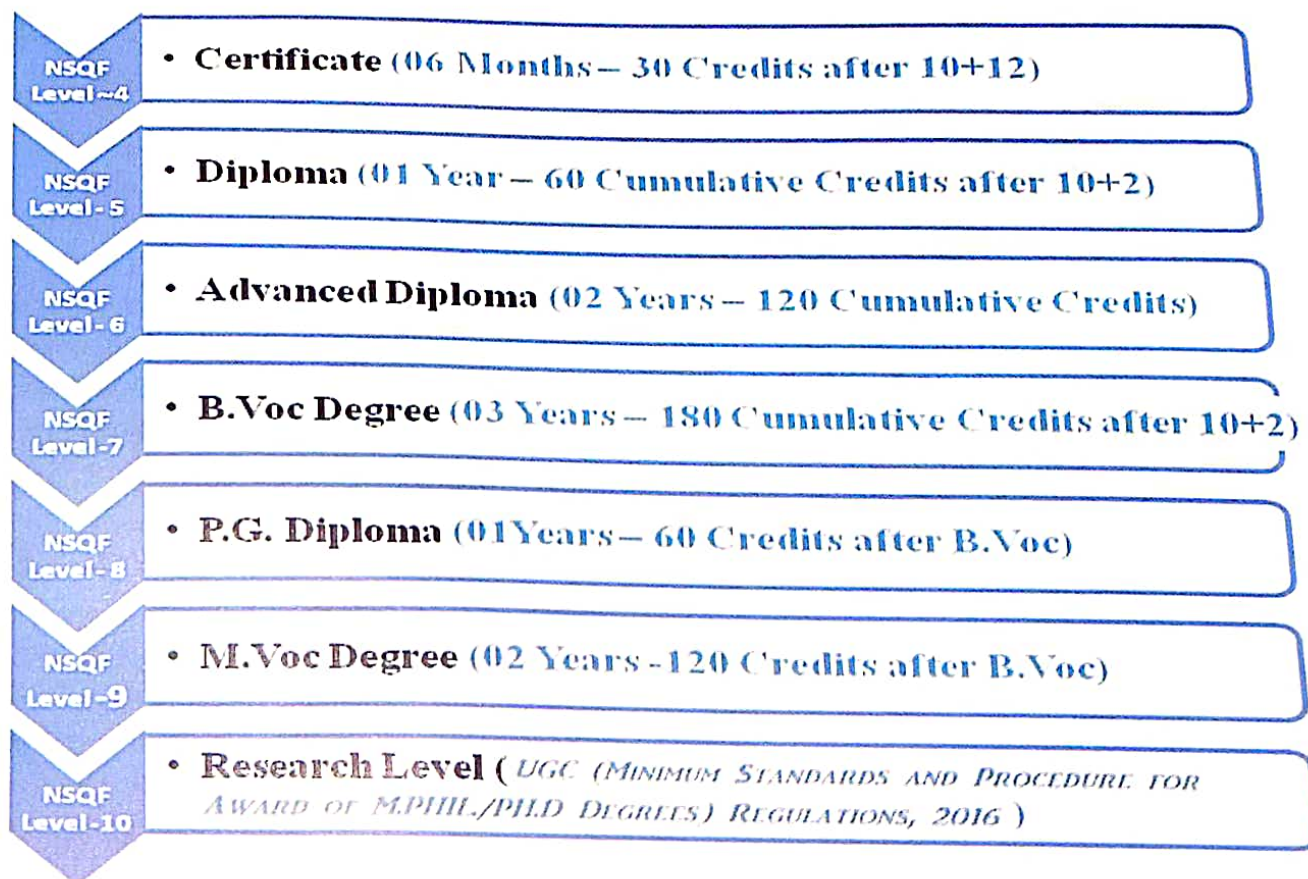 NSQF
Level-4
• Certificate (06 Months – 30 Credits after 10+12)
NSQF
Level-5
• Diploma (01 Year – 60 Cumulative Credits after 10+2)
NSQF
Level-6
• Advanced Diploma (02 Years – 120 Cumulative Credits)
NSQF
Level-7
• B.Voc Degree (03 Years – 180 Cumulative Credits after 10+2)
NSQF
Level-8
• P.G. Diploma (01Years – 60 Credits after B.Voc)
NSQF
Level-9
• M.Voc Degree (02 Years -120 Credits after B.Voc)
NSQF
Level-10
• Research Level ( UGC (MINIMUM STANDARDS AND PROCEDURE FOR
AWARD OF M.PHIL./PH.D DEGREES) REGULATIONS, 2016 )